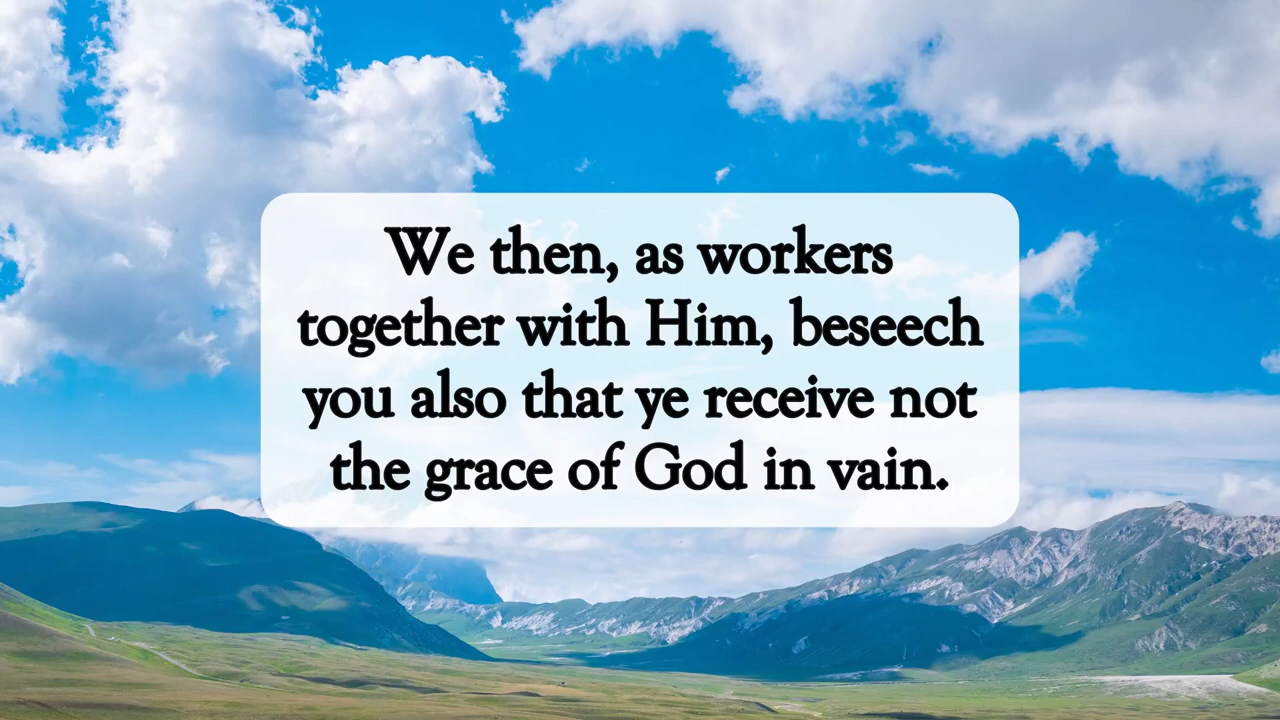 We then, as workers
together with Him, beseech
you also that ye receive not
the grace of God in vain.